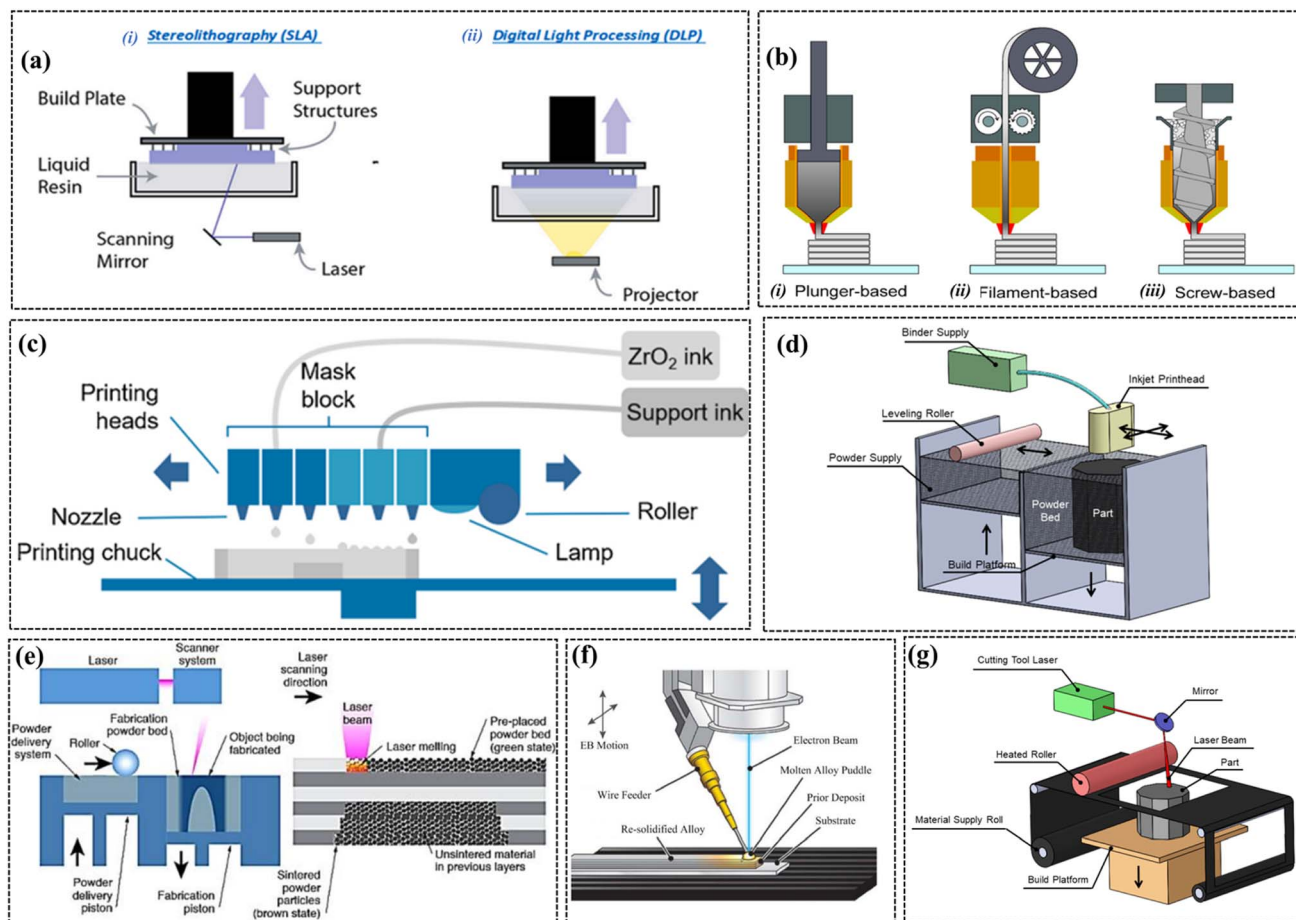 (a)
(i) Stereolithography (SLA)
(ii) Digital Light Processing (DLP)
Build Plate
Support
Structures
Liquid
Resin
Scanning
Mirror
Laser
Projector
(b)
(i) Plunger-based
(ii) Filament-based
(iii) Screw-based
(c)
ZrO₂ ink
Support ink
Printing
heads
Mask
block
Nozzle
Roller
Printing chuck
Lamp
(d)
Binder Supply
Inkjet Printhead
Leveling Roller
Powder Supply
Powder
Bed
Part
Build Platform
(e)
Laser
Scanner
system
Laser
scanning
direction
Powder
delivery
system
Roller
Fabrication
powder bed
Object being
fabricated
Laser
beam
Laser melting
Pre-placed
powder bed
(green state)
Powder
delivery
piston
Fabrication
piston
Sintered
powder particles
(brown state)
Unsintered material
in previous layers
(f)
EB Motion
Wire Feeder
Electron Beam
Molten Alloy Puddle
Prior Deposit
Substrate
Re-solidified Alloy
(g)
Cutting Tool Laser
Mirror
Laser Beam
Heated Roller
Part
Material Supply Roll
Build Platform